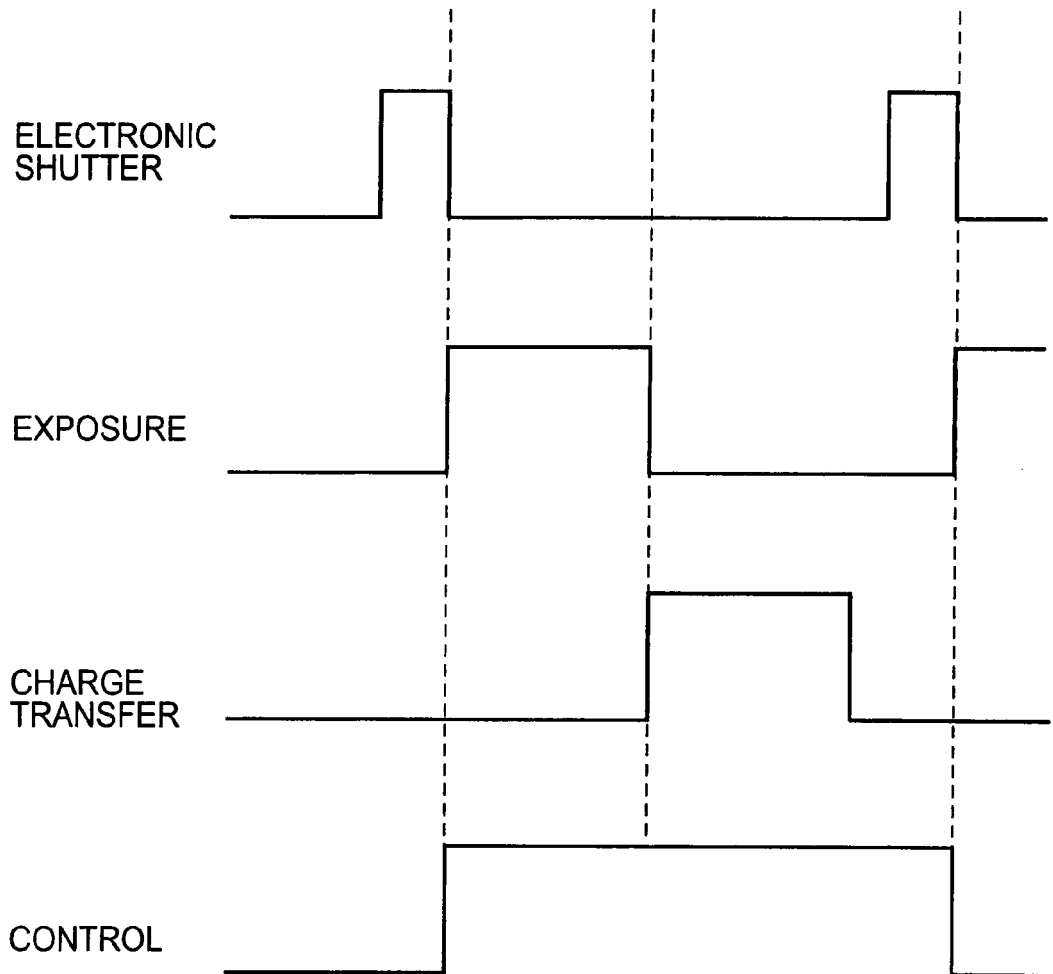 ELECTRONIC
SHUTTER
EXPOSURE
CHARGE
TRANSFER
CONTROL